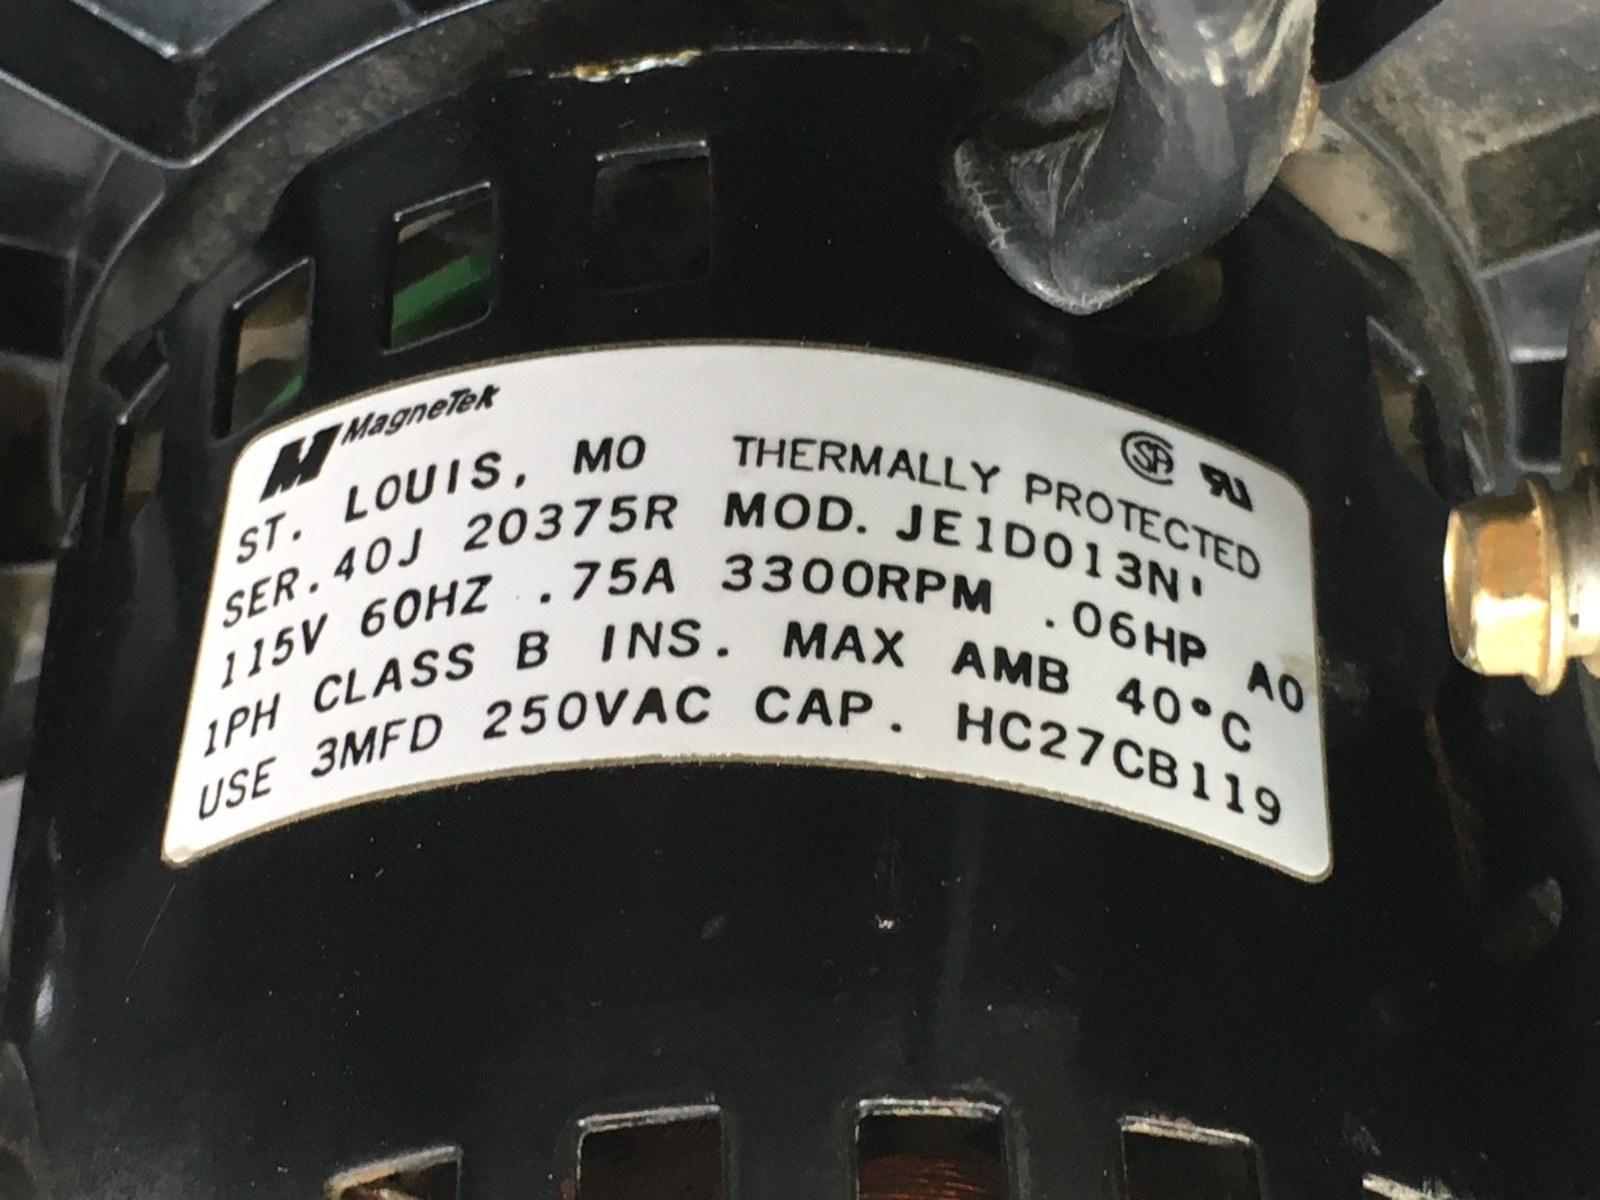 M MagneTek
ST. LOUIS, MO THERMALLY PROTECTED
SER. 40J 20375R MOD. JE1D013N'
115V 60HZ .75A 3300RPM .06HP AO
1PH CLASS B INS. MAX AMB 40°C
USE 3MFD 250VAC CAP. HC27CB119